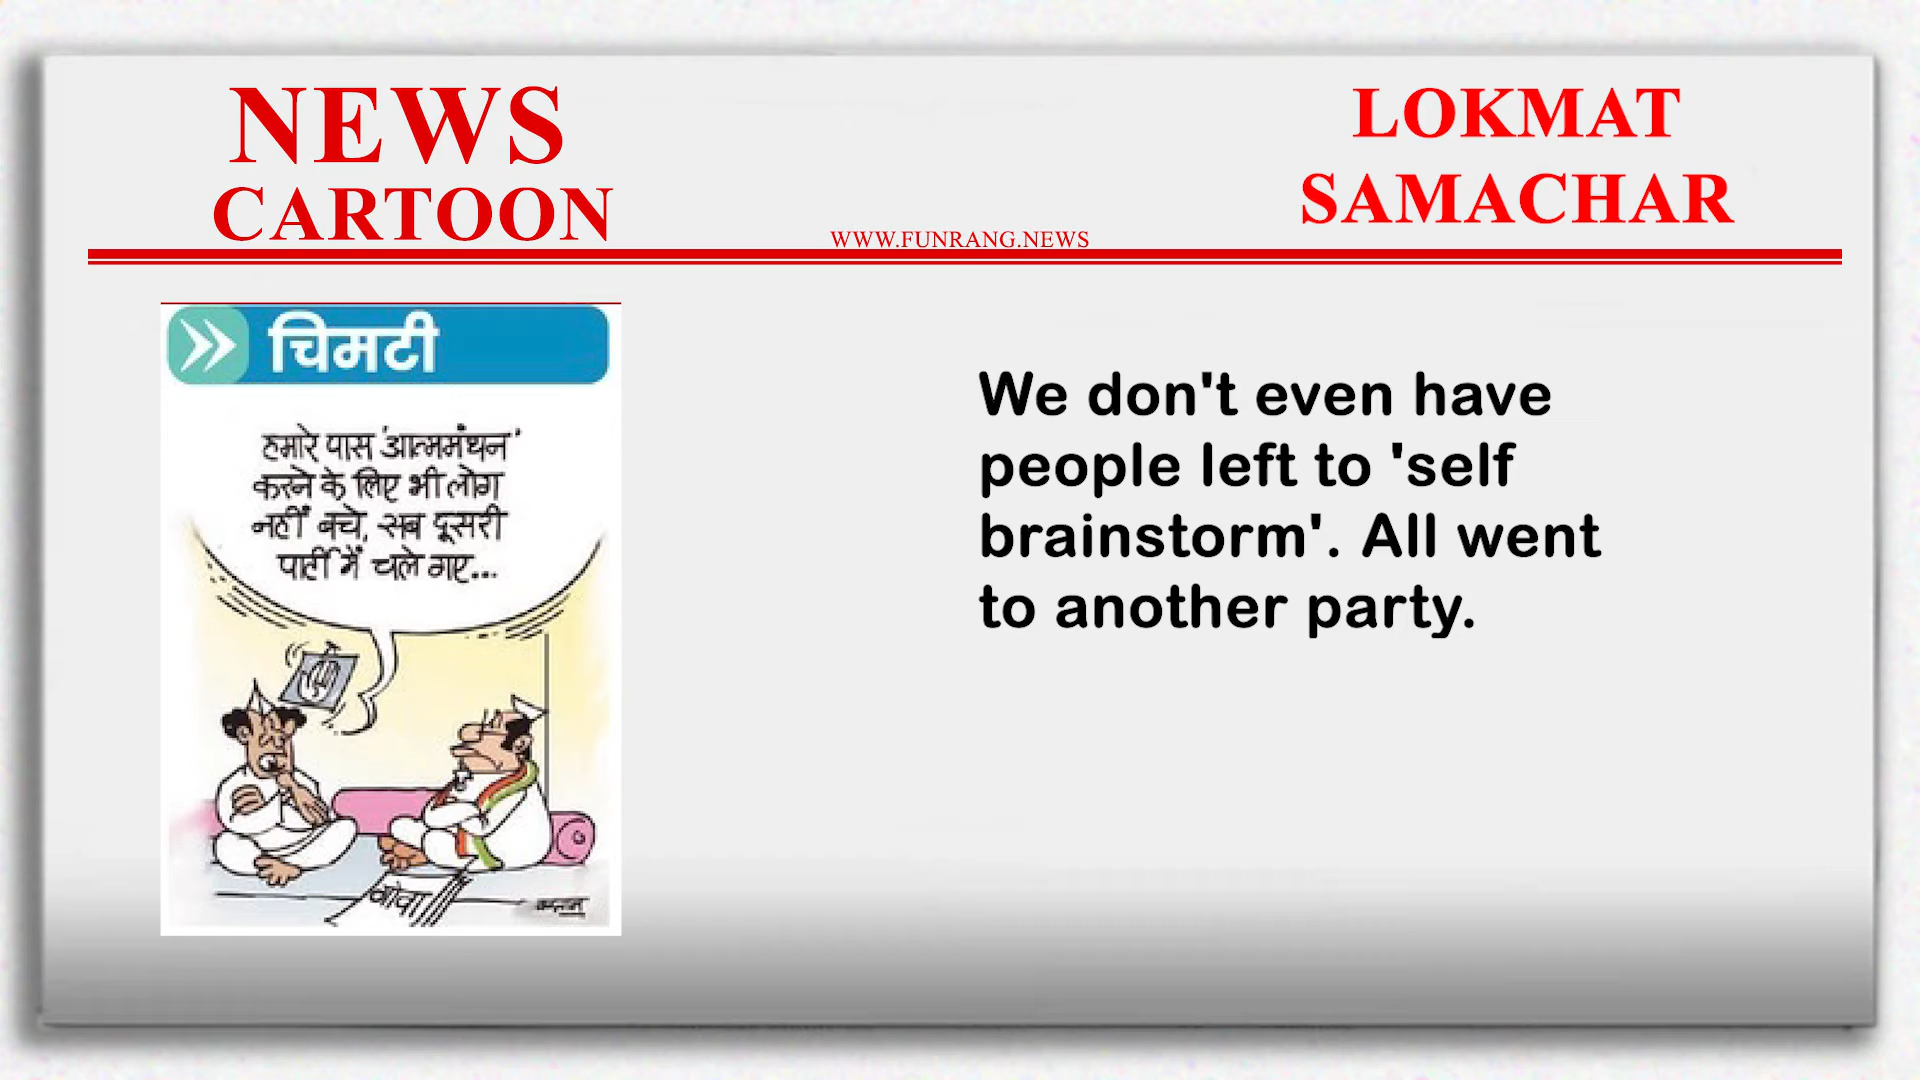 NEWS
CARTOON
LOKMAT
SAMACHAR
WWW.FUNRANG.NEWS
चिमटी
हमारे पास 'आत्ममंथन'
करने के लिए भी लोग
नहीं बचे, सब दूसरी
पार्टी में चले गए...
गोवा
We don't even have
people left to 'self
brainstorm'. All went
to another party.